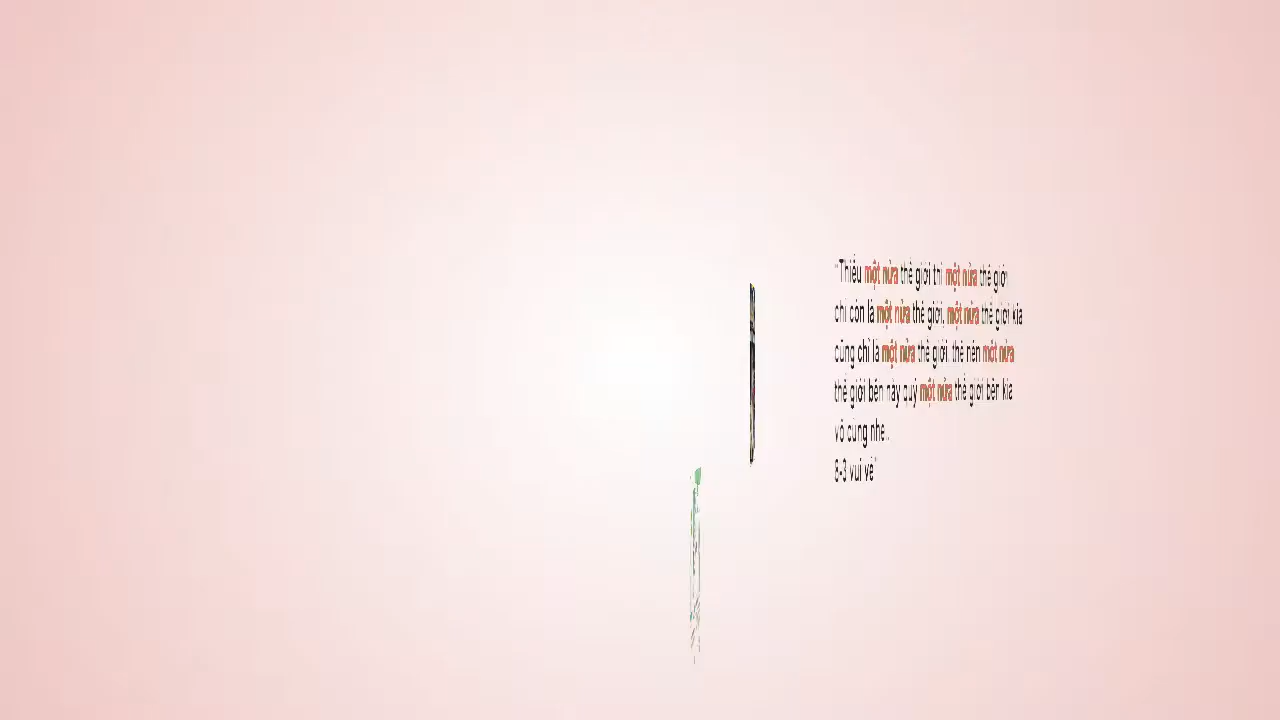 "Thiếu một nửa thế giới thì một nửa thế giới
chỉ còn là một nửa thế giới, một nửa thế giới kia
cũng chỉ là một nửa thế giới, thế nên một nửa
thế giới bên này quý một nửa thế giới bên kia
vô cùng nhé..
8-3 vui vẻ"